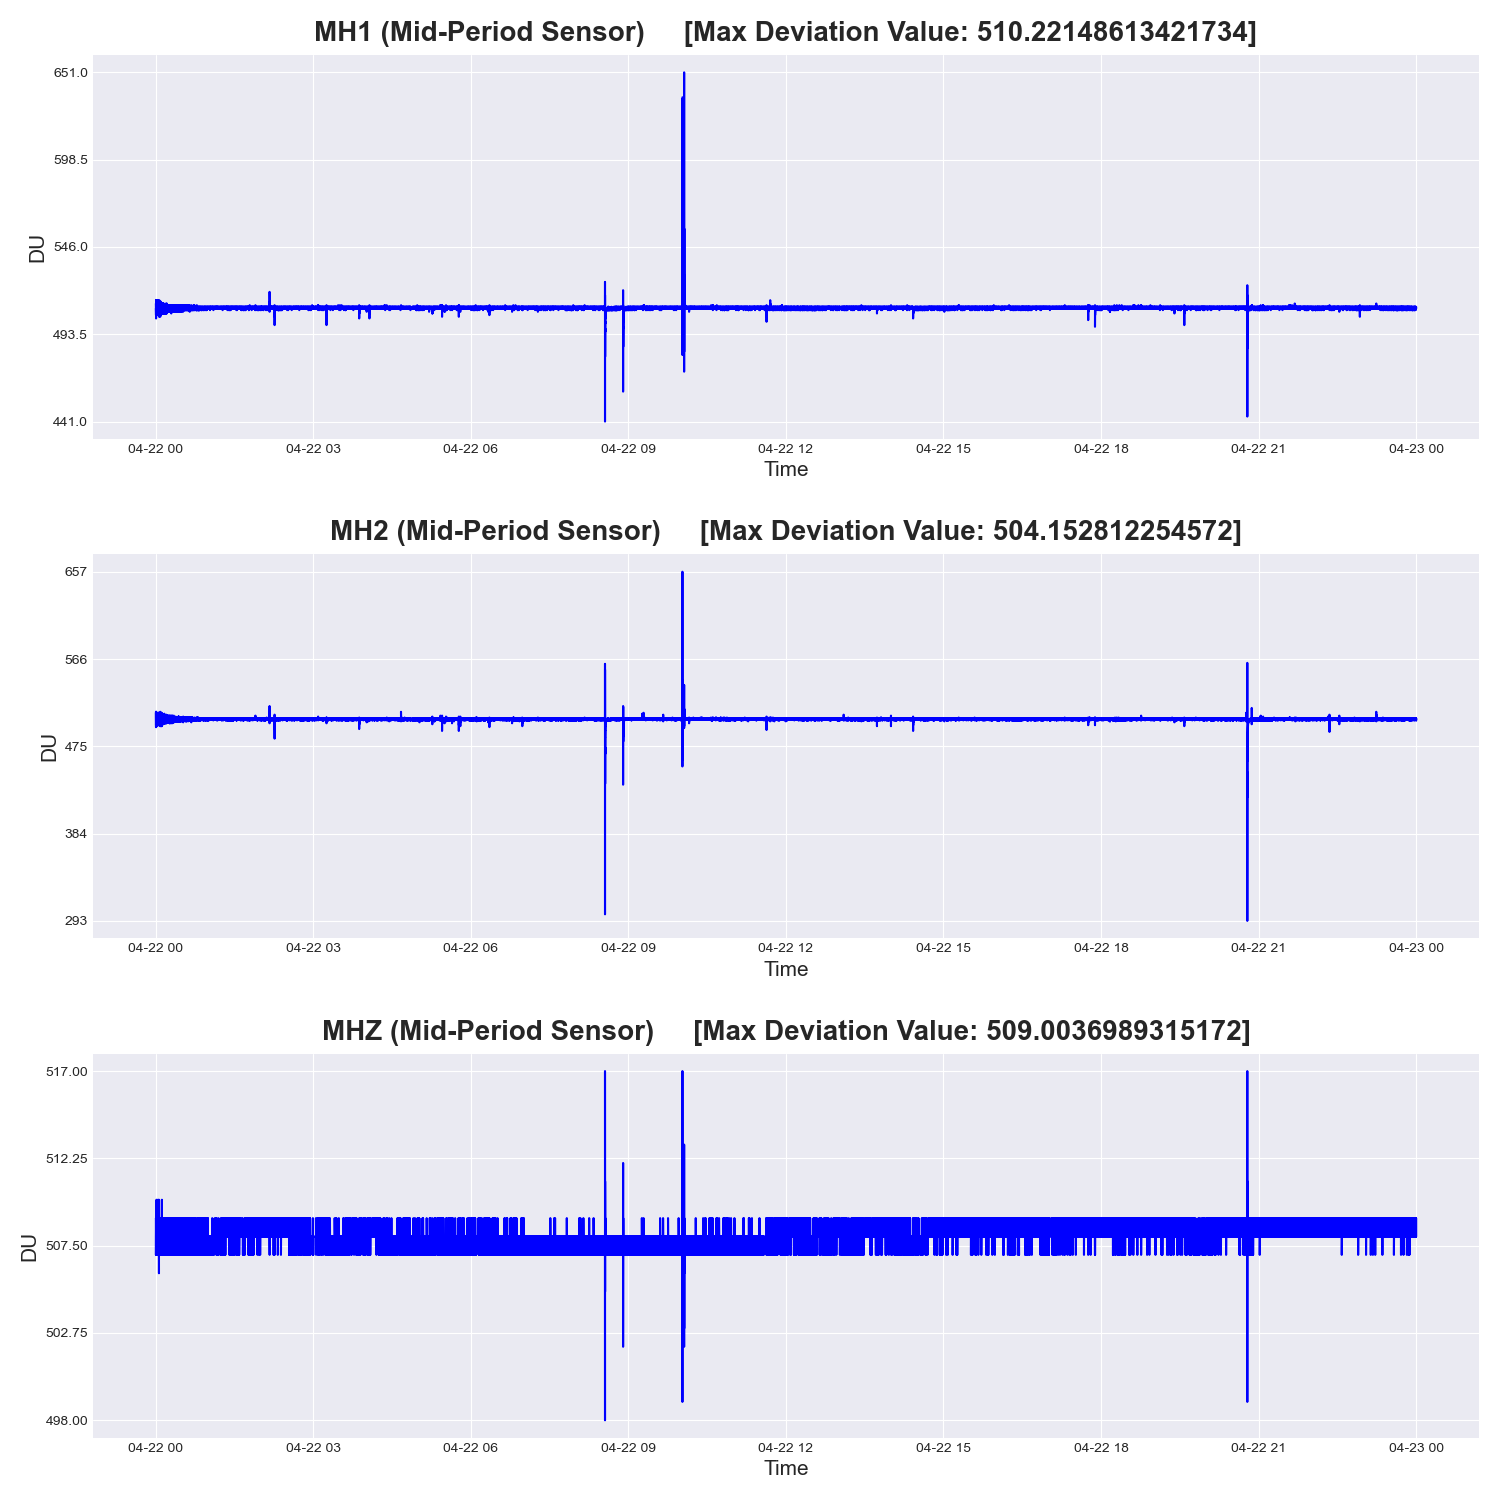 MH1 (Mid-Period Sensor) [Max Deviation Value: 510.22148613421734]
651.0
598.5
546.0
493.5
441.0
DU
04-22 00 04-22 03 04-22 06 04-22 09 04-22 12 04-22 15 04-22 18 04-22 21 04-23 00
Time
MH2 (Mid-Period Sensor) [Max Deviation Value: 504.152812254572]
657
566
475
384
293
DU
04-22 00 04-22 03 04-22 06 04-22 09 04-22 12 04-22 15 04-22 18 04-22 21 04-23 00
Time
MHZ (Mid-Period Sensor) [Max Deviation Value: 509.0036989315172]
517.00
512.25
507.50
502.75
498.00
DU
04-22 00 04-22 03 04-22 06 04-22 09 04-22 12 04-22 15 04-22 18 04-22 21 04-23 00
Time